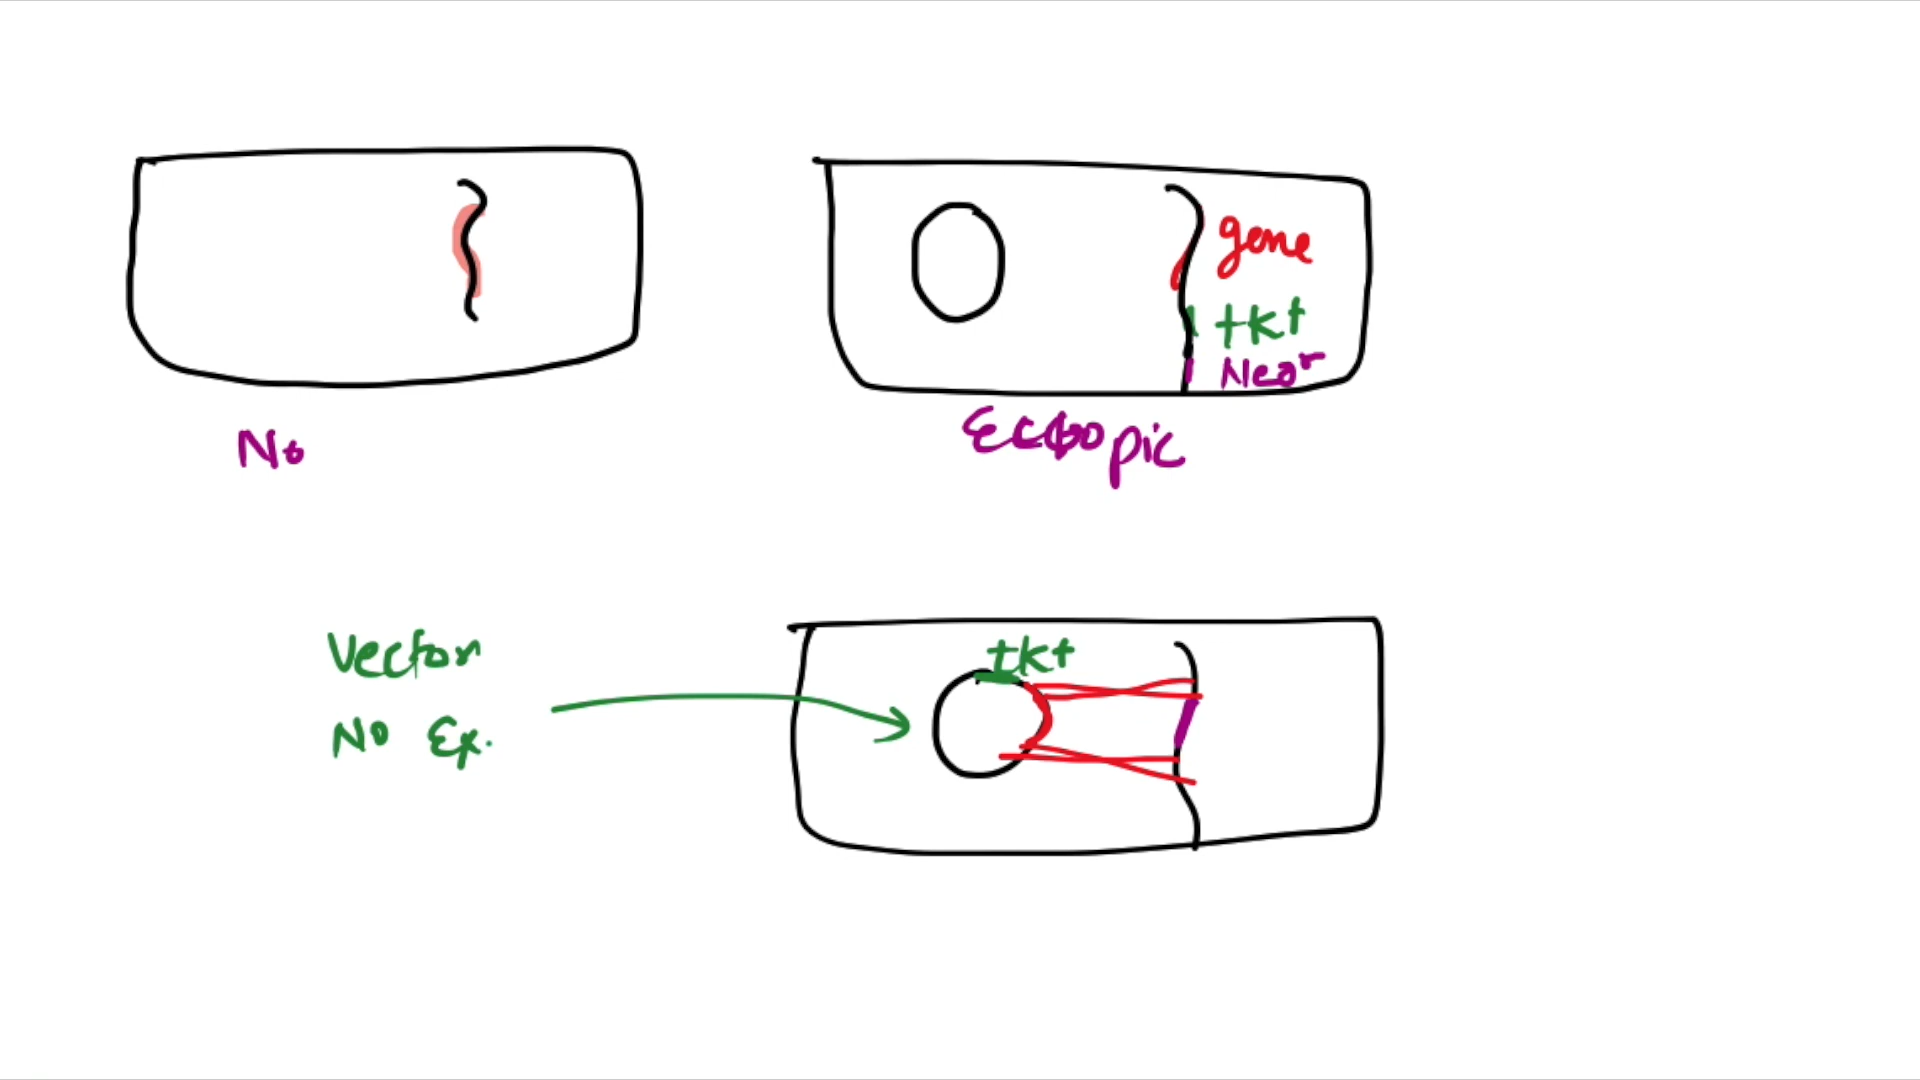 gene
tk+
Neoʳ
No
Ectopic
Vector
No Ex.
tk+